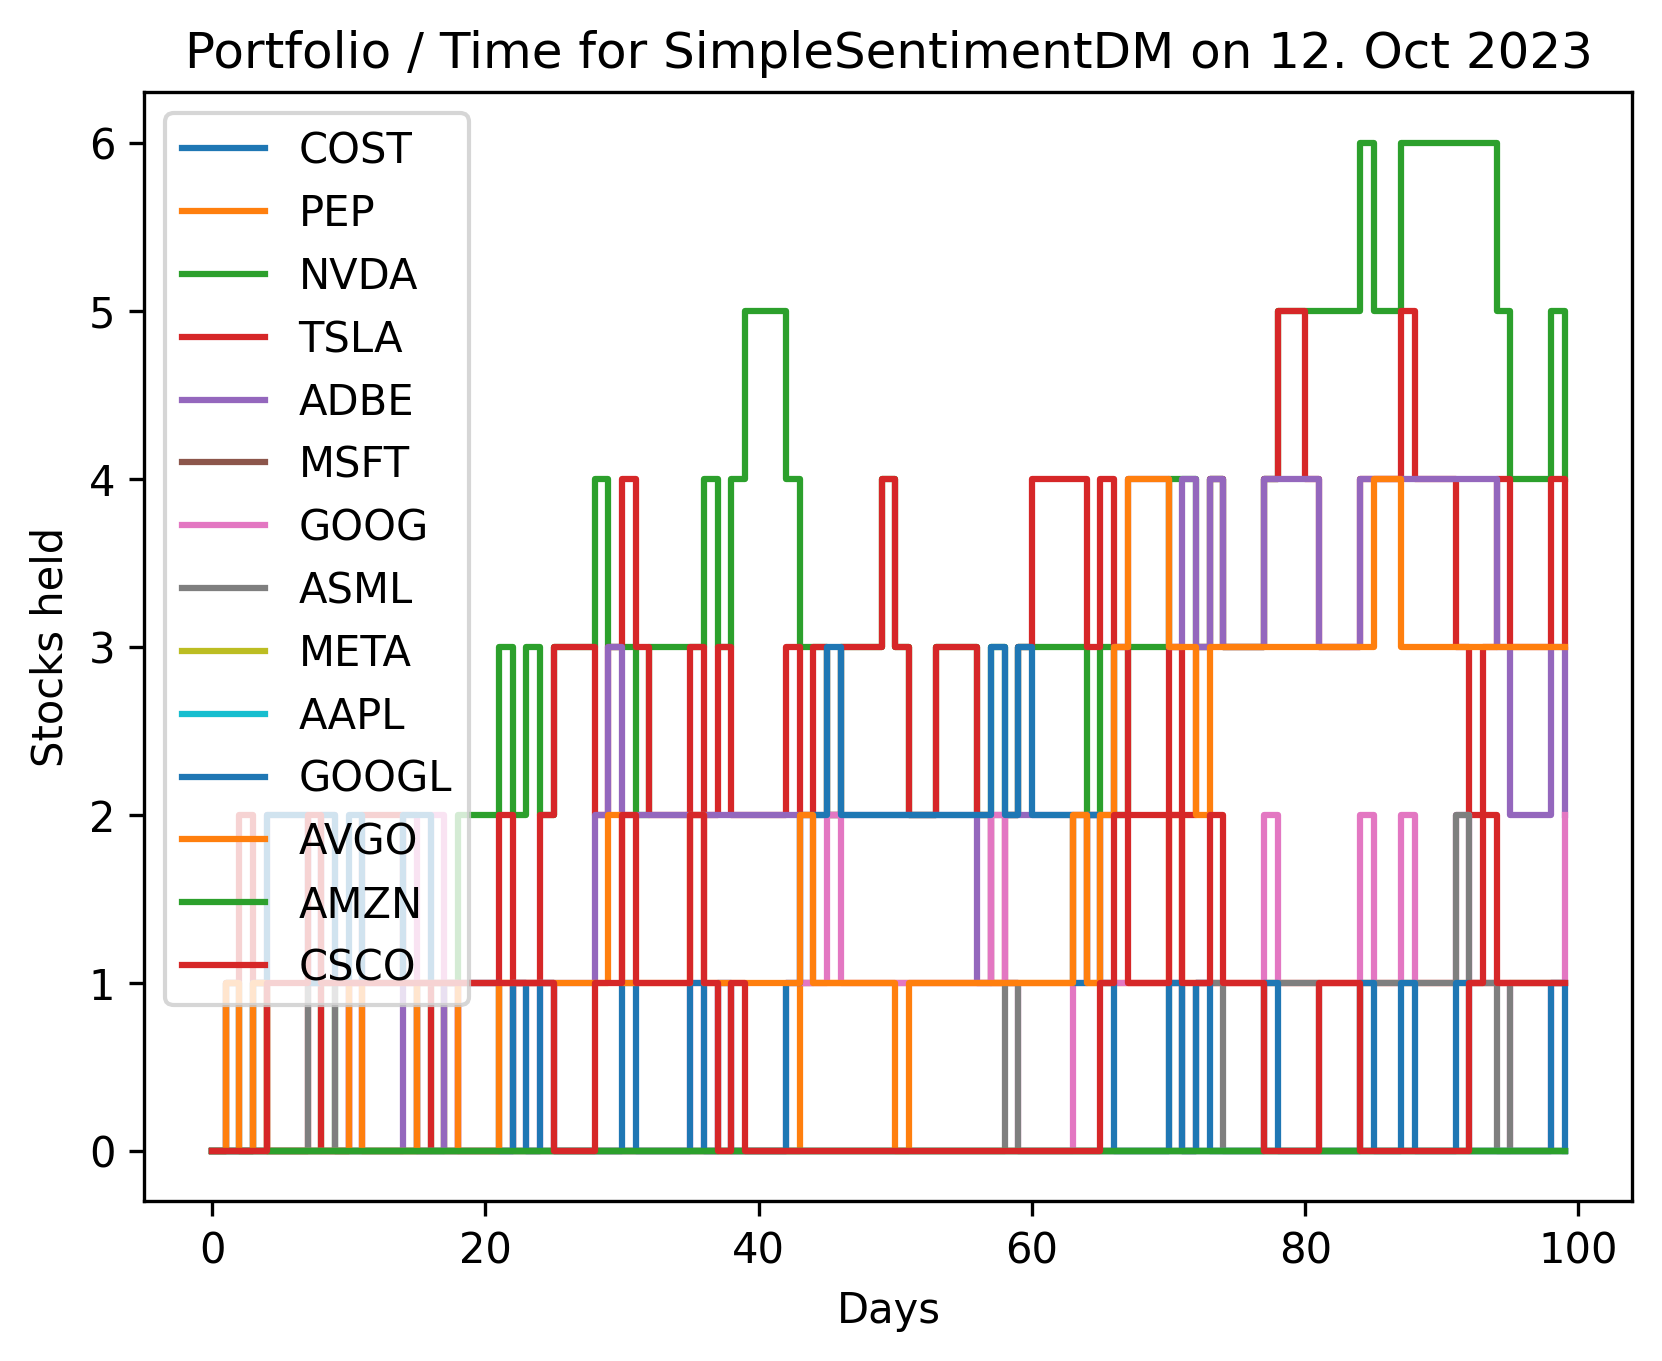 Portfolio / Time for SimpleSentimentDM on 12. Oct 2023
6
5
4
3
2
1
0
Stocks held
COST
PEP
NVDA
TSLA
ADBE
MSFT
GOOG
ASML
META
AAPL
GOOGL
AVGO
AMZN
CSCO
0 20 40 60 80 100
Days